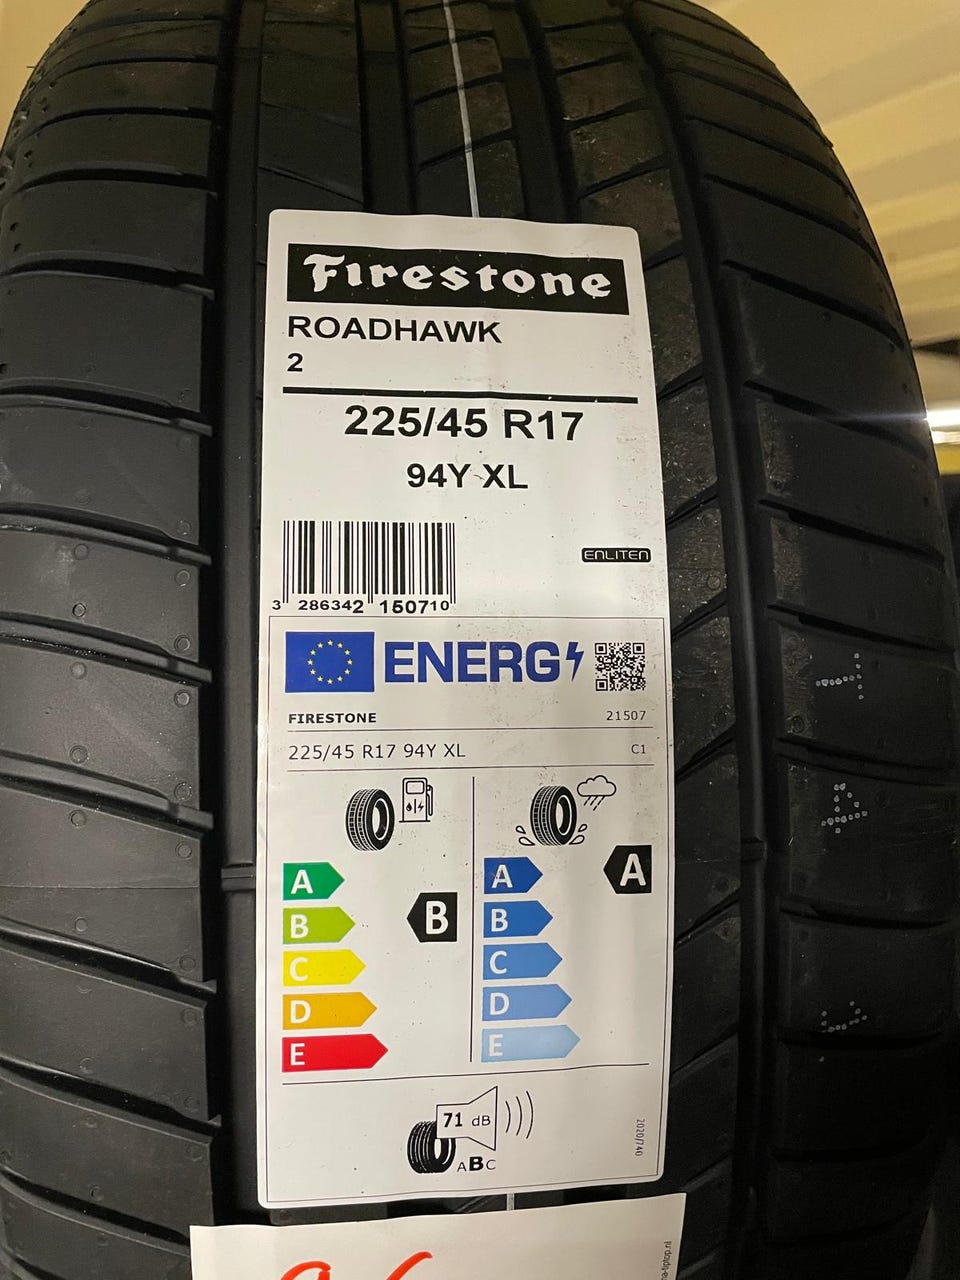 Firestone
ROADHAWK
2
225/45 R17
94Y XL
ENLITEN
3 286342 150710
ENERG
FIRESTONE
21507
225/45 R17 94Y XL
C1
A
B
C
D
E
B
A
B
C
D
E
A
71 dB
ABC
2020/740